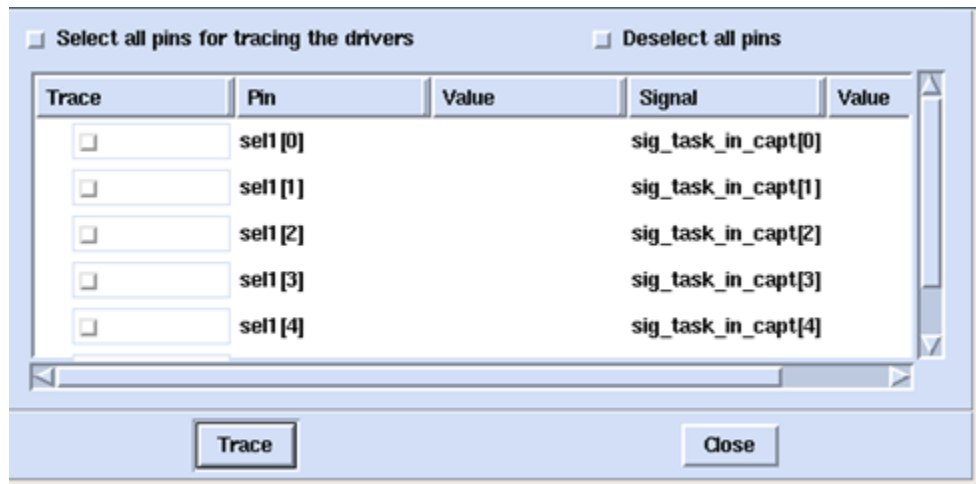 Select all pins for tracing the drivers Deselect all pins
Trace Pin Value Signal Value
sel1[0] sig_task_in_capt[0]
sel1[1] sig_task_in_capt[1]
sel1[2] sig_task_in_capt[2]
sel1[3] sig_task_in_capt[3]
sel1[4] sig_task_in_capt[4]
Trace Close